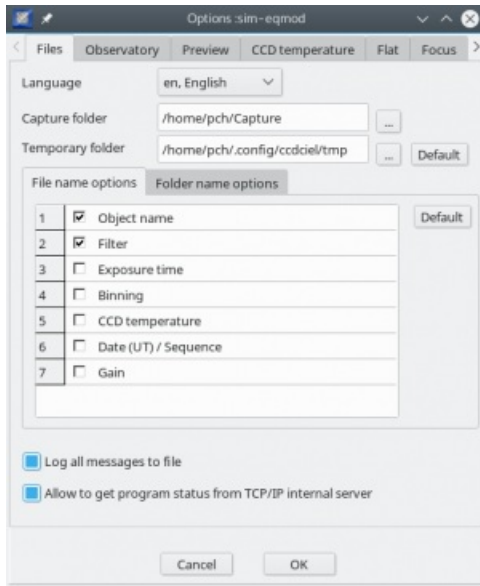 Options :sim-eqmod
Files Observatory Preview CCD temperature Flat Focus
Language en, English
Capture folder /home/pch/Capture ...
Temporary folder /home/pch/.config/ccdciel/tmp ... Default
File name options Folder name options
1 Object name Default
2 Filter
3 Exposure time
4 Binning
5 CCD temperature
6 Date (UT) / Sequence
7 Gain
Log all messages to file
Allow to get program status from TCP/IP internal server
Cancel OK